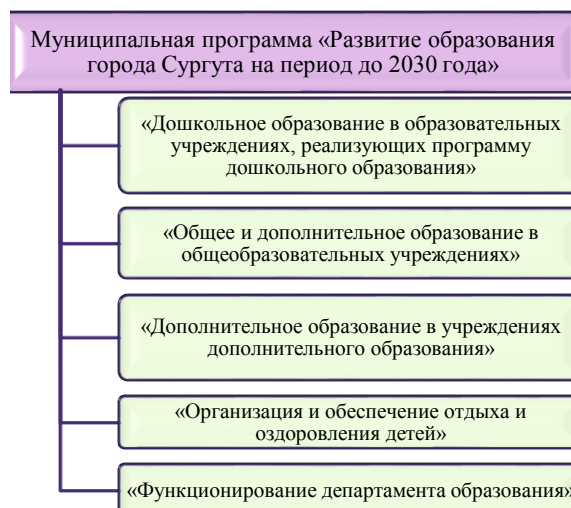 Муниципальная программа «Развитие образования
города Сургута на период до 2030 года»
«Дошкольное образование в образовательных
учреждениях, реализующих программу
дошкольного образования»
«Общее и дополнительное образование в
общеобразовательных учреждениях»
«Дополнительное образование в учреждениях
дополнительного образования»
«Организация и обеспечение отдыха и
оздоровления детей»
«Функционирование департамента образования»